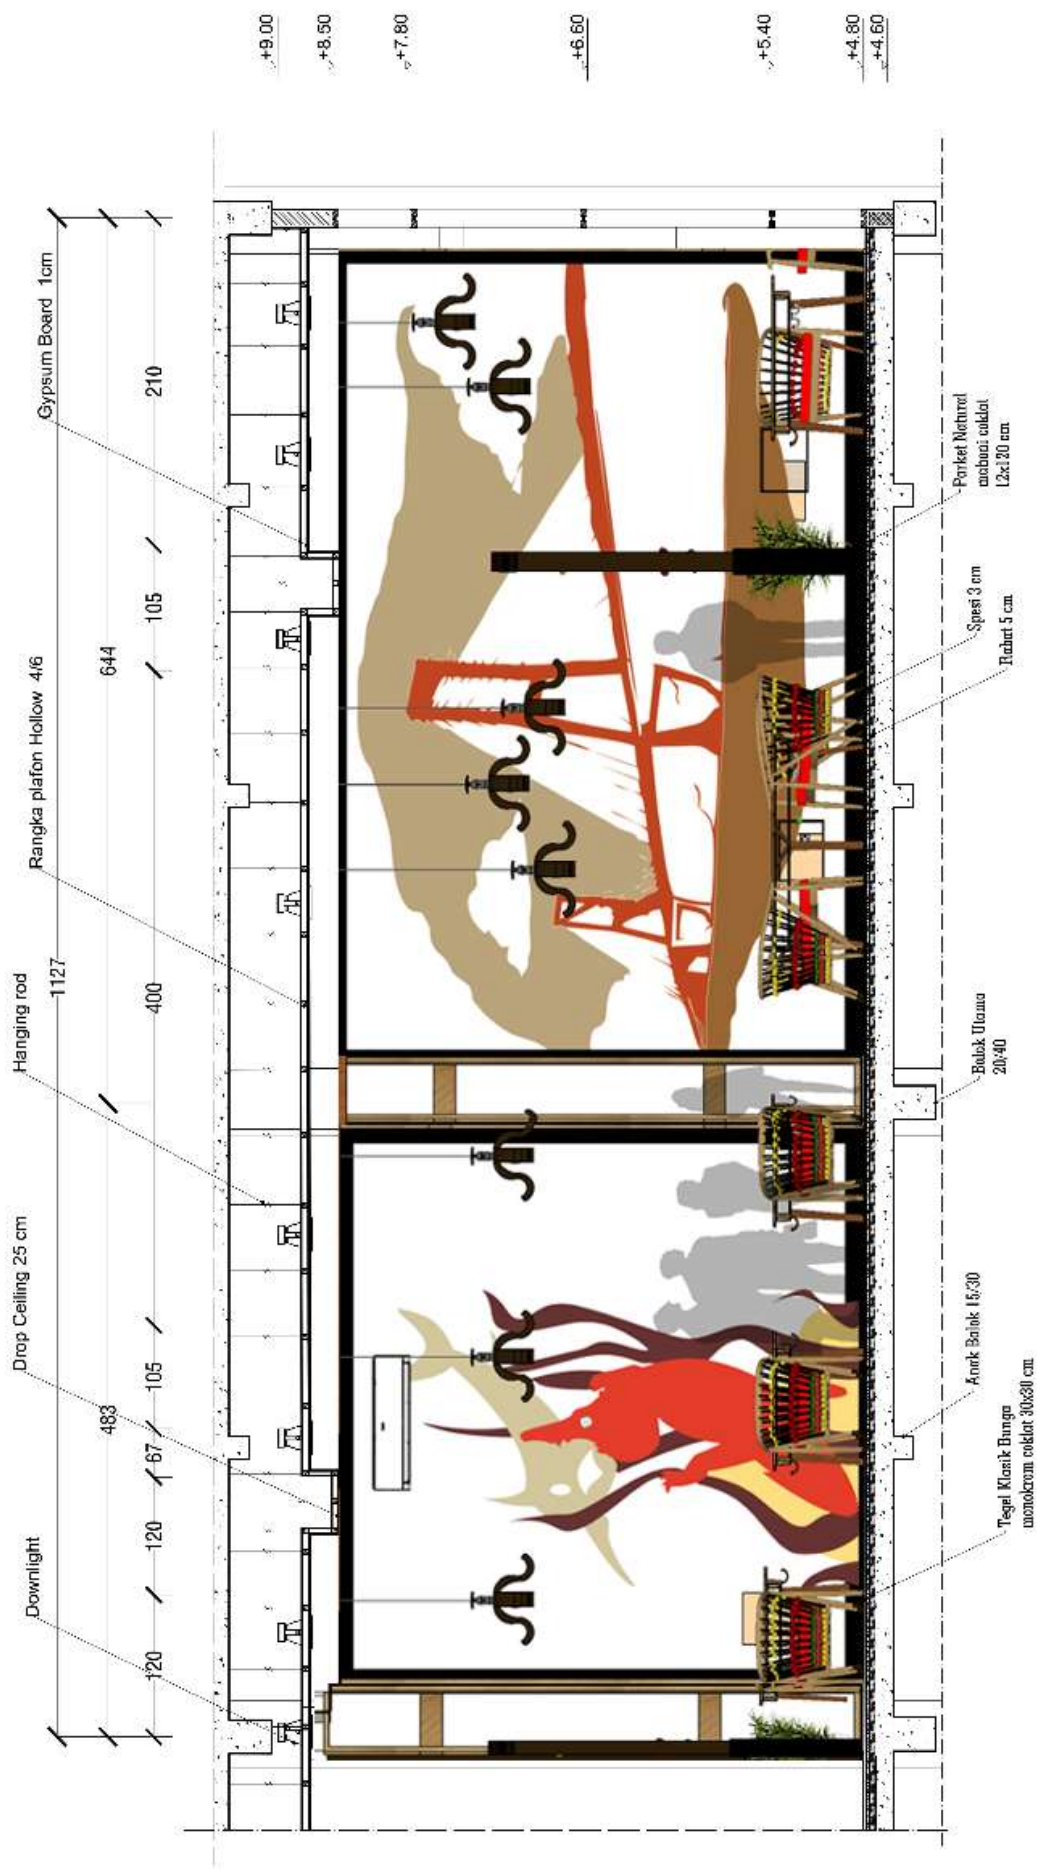 Downlight
Drop Ceiling 25 cm
Hanging rod
Rangka plafon Hollow 4/6
Gypsum Board 1cm
1127
483
644
120
120
67
105
400
105
210
+9.00
+8.50
+7.80
+6.60
+5.40
+4.80
+4.60
Tegel Klasik Bunga
monokrom coklat 30x30 cm
Anak Balok 15/30
Balok Utama
20/40
Rabat 5 cm
Spesi 3 cm
Parket Natural
mahoni coklat
12x120 cm